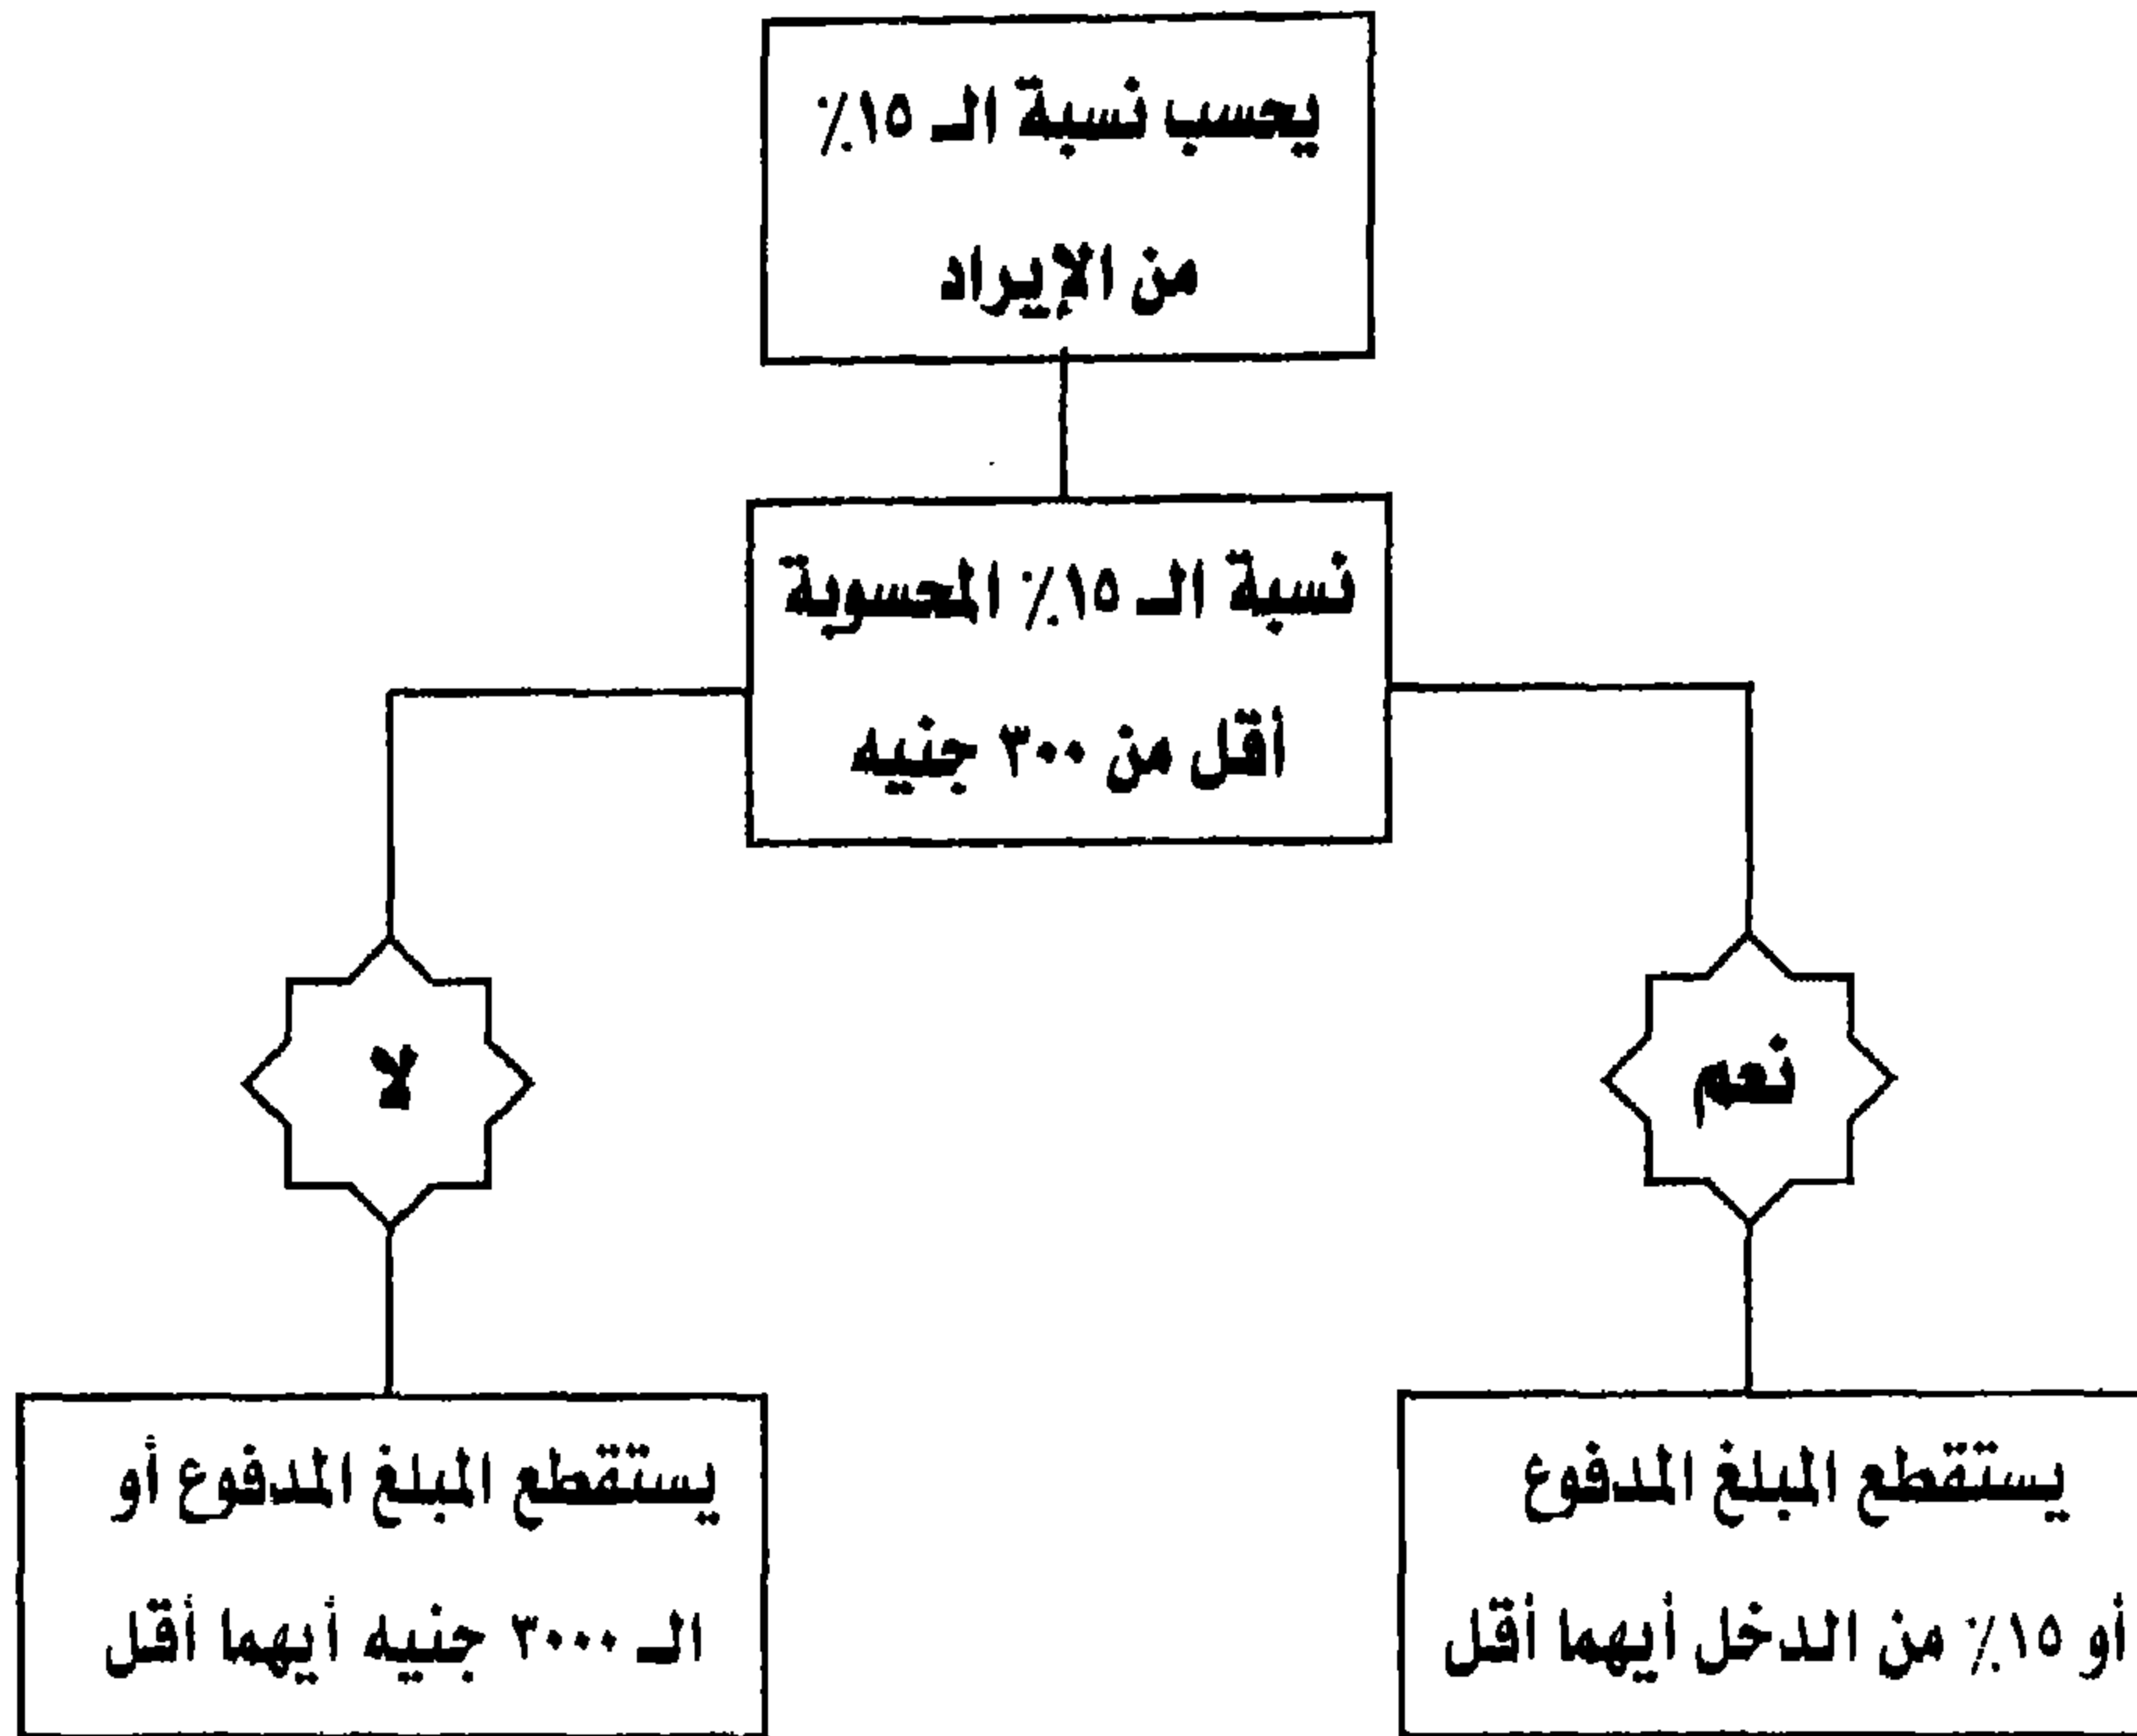 يحسب نسبة الـ ١٥٪
من الإيراد
نسبة الـ ١٥٪ المحسوبة
أقل من ٣٠٠ جنيه
نعم
لا
يستقطع المبلغ المدفوع
أو ١٥٪ من الدخل أيهما أقل
يستقطع المبلغ المدفوع أو
الـ ٣٠٠٠ جنيه أيهما أقل